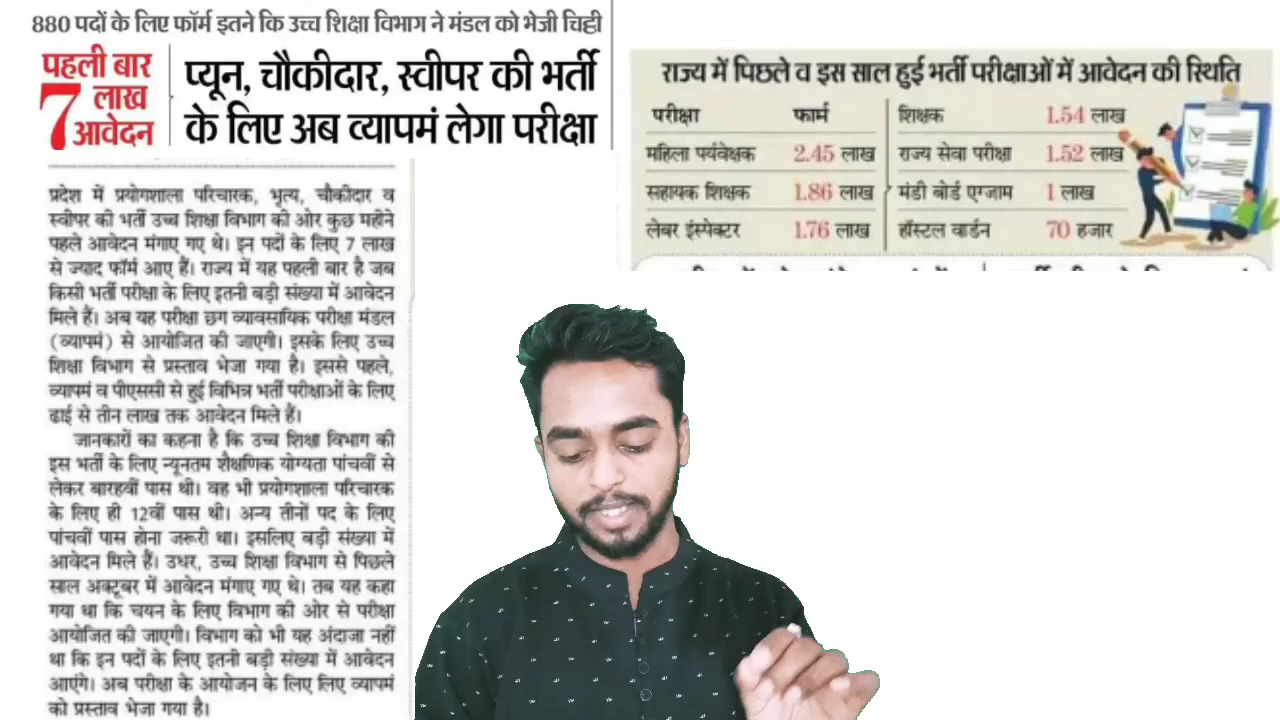 880 पदों के लिए फॉर्म इतने कि उच्च शिक्षा विभाग ने मंडल को भेजी चिट्ठी
पहली बार
7 लाख
आवेदन
प्यून, चौकीदार, स्वीपर की भर्ती
के लिए अब व्यापमं लेगा परीक्षा
प्रदेश में प्रयोगशाला परिचारक, भृत्य, चौकीदार व
स्वीपर की भर्ती उच्च शिक्षा विभाग की ओर कुछ महीने
पहले आवेदन मंगाए गए थे। इन पदों के लिए 7 लाख
से ज्याद फॉर्म आए हैं। राज्य में यह पहली बार है जब
किसी भर्ती परीक्षा के लिए इतनी बड़ी संख्या में आवेदन
मिले हैं। अब यह परीक्षा छग व्यावसायिक परीक्षा मंडल
(व्यापमं) से आयोजित की जाएगी। इसके लिए उच्च
शिक्षा विभाग से प्रस्ताव भेजा गया है। इससे पहले,
व्यापमं व पीएससी से हुई विभिन्न भर्ती परीक्षाओं के लिए
ढाई से तीन लाख तक आवेदन मिले हैं।
जानकारों का कहना है कि उच्च शिक्षा विभाग की
इस भर्ती के लिए न्यूनतम शैक्षणिक योग्यता पांचवीं से
लेकर बारहवीं पास थी। वह भी प्रयोगशाला परिचारक
के लिए ही 12वीं पास थी। अन्य तीनों पद के लिए
पांचवीं पास होना जरूरी था। इसलिए बड़ी संख्या में
आवेदन मिले हैं। उधर, उच्च शिक्षा विभाग से पिछले
साल अक्टूबर में आवेदन मंगाए गए थे। तब यह कहा
गया था कि चयन के लिए विभाग की ओर से परीक्षा
आयोजित की जाएगी। विभाग को भी यह अंदाजा नहीं
था कि इन पदों के लिए इतनी बड़ी संख्या में आवेदन
आएंगे। अब परीक्षा के आयोजन के लिए लिए व्यापमं
को प्रस्ताव भेजा गया है।
राज्य में पिछले व इस साल हुई भर्ती परीक्षाओं में आवेदन की स्थिति
परीक्षा फार्म
महिला पर्यवेक्षक 2.45 लाख
सहायक शिक्षक 1.86 लाख
लेबर इंस्पेक्टर 1.76 लाख
शिक्षक 1.54 लाख
राज्य सेवा परीक्षा 1.52 लाख
मंडी बोर्ड एग्जाम 1 लाख
हॉस्टल वार्डन 70 हजार